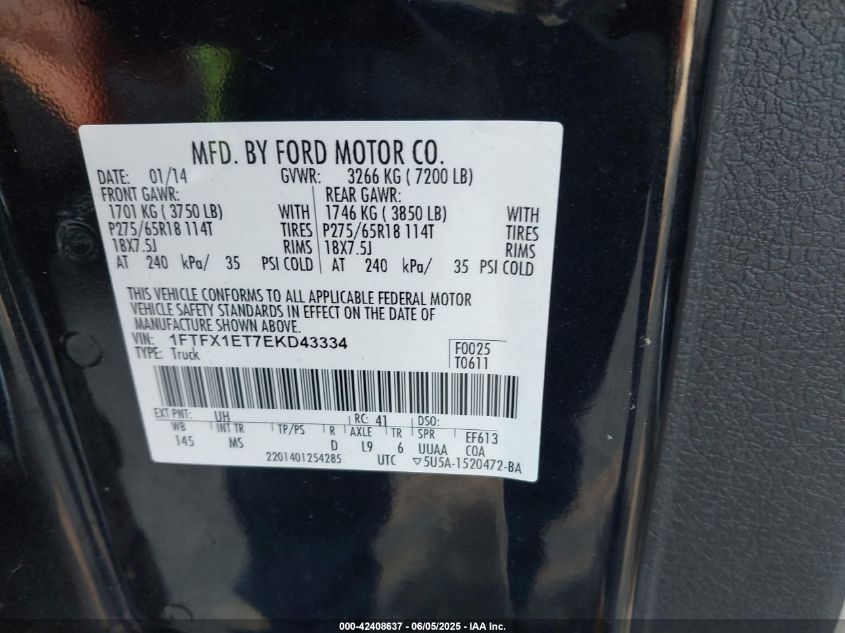 MFD. BY FORD MOTOR CO.
DATE: 01/14 GVWR: 3266 KG ( 7200 LB)
FRONT GAWR: REAR GAWR:
1701 KG ( 3750 LB) WITH 1746 KG ( 3850 LB) WITH
P275/65R18 114T TIRES P275/65R18 114T TIRES
18X7.5J RIMS 18X7.5J RIMS
AT 240 kPa/ 35 PSI COLD AT 240 kPa/ 35 PSI COLD
THIS VEHICLE CONFORMS TO ALL APPLICABLE FEDERAL MOTOR
VEHICLE SAFETY STANDARDS IN EFFECT ON THE DATE OF
MANUFACTURE SHOWN ABOVE.
VIN: 1FTFX1ET7EKD43334 F0025
TYPE: Truck T0611
EXT PNT: UH RC: 41 DSO:
WB INT TR TP/PS R AXLE TR SPR EF613
145 MS D L9 6 UUAA COA
2201401254285 UTC ▽5U5A-1520472-BA
000-42408637 - 06/05/2025 - IAA Inc.